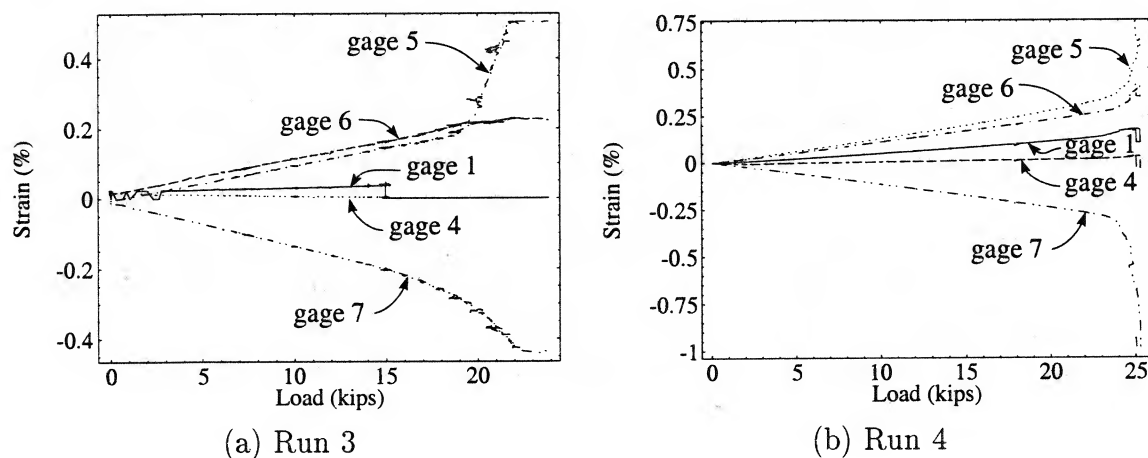 0.4
0.2
0
-0.2
-0.4
Strain (%)
gage 5
gage 6
gage 1
gage 4
gage 7
0 5 10 15 20
Load (kips)
(a) Run 3
0.75
0.5
0.25
0
-0.25
-0.5
-0.75
-1
Strain (%)
gage 5
gage 6
gage 1
gage 4
gage 7
0 5 10 15 20 25
Load (kips)
(b) Run 4